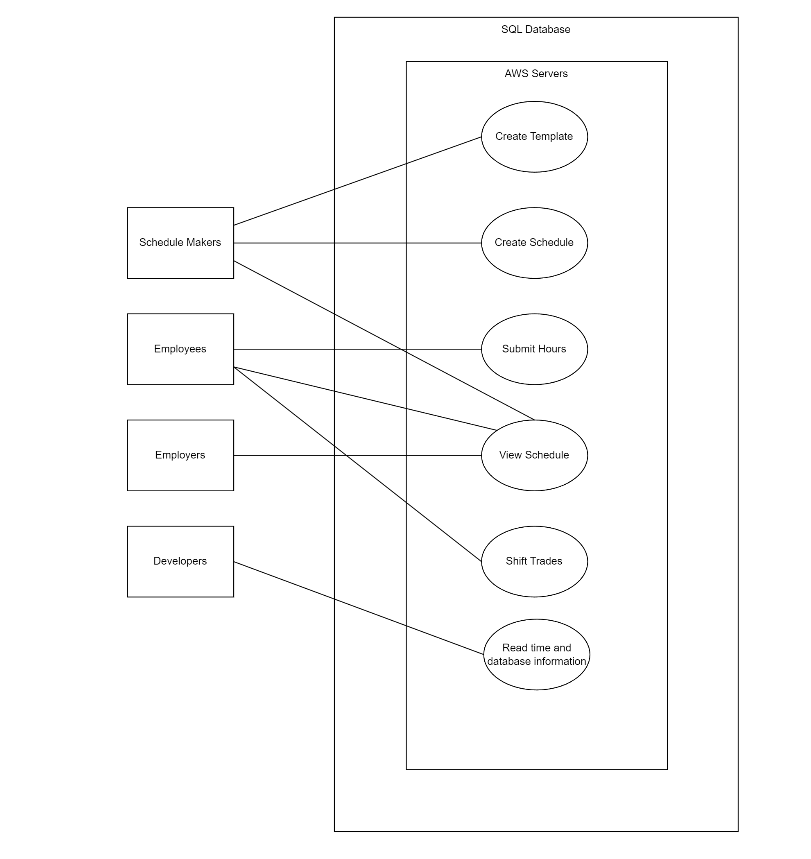 SQL Database
AWS Servers
Create Template
Schedule Makers
Create Schedule
Employees
Submit Hours
Employers
View Schedule
Developers
Shift Trades
Read time and
database information